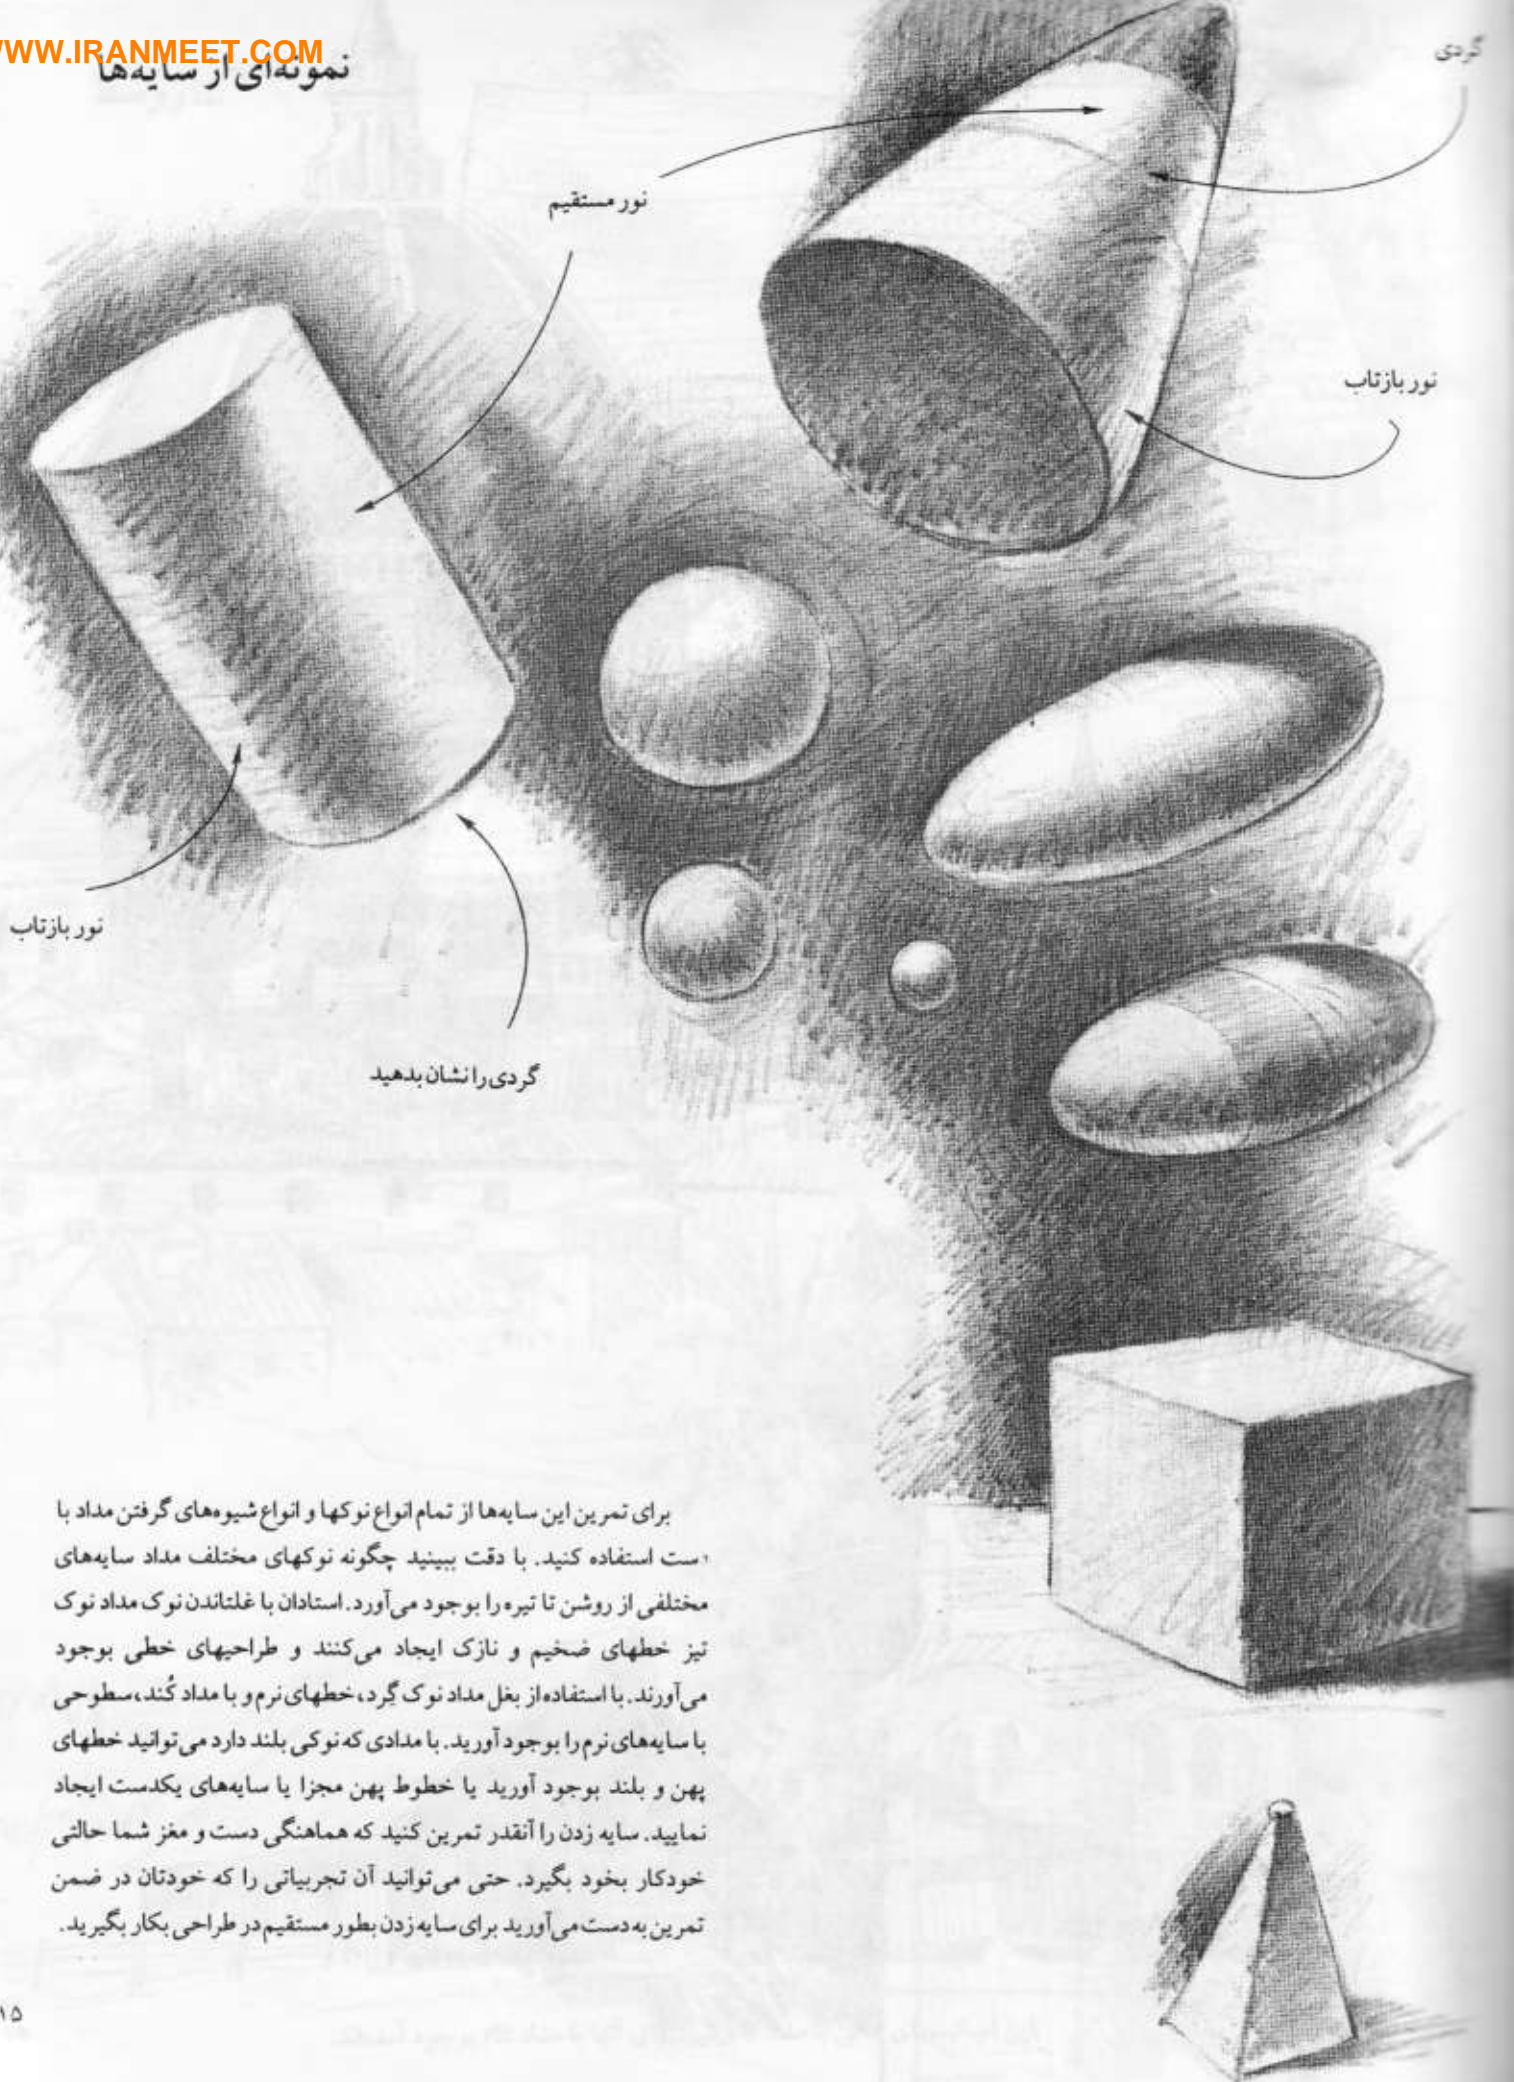 WWW.IRANMEET.COM
نمونه‌ای از سایه‌ها
گردی
نور مستقیم
نور بازتاب
نور بازتاب
گردی را نشان بدهید
برای تمرین این سایه‌ها از تمام انواع نوکها و انواع شیوه‌های گرفتن مداد با
دست استفاده کنید. با دقت ببینید چگونه نوکهای مختلف مداد سایه‌های
مختلفی از روشن تا تیره را بوجود می‌آورد. استادان با غلتاندن نوک مداد نوک
تیز خطهای ضخیم و نازک ایجاد می‌کنند و طراحیهای خطی بوجود
می‌آورند. با استفاده از بغل مداد نوک گِرد، خطهای نرم و با مداد کُند، سطوحی
با سایه‌های نرم را بوجود آورید. با مدادی که نوکی بلند دارد می‌توانید خطهای
پهن و بلند بوجود آورید یا خطوط پهن مجزا یا سایه‌های یکدست ایجاد
نمایید. سایه زدن را آنقدر تمرین کنید که هماهنگی دست و مغز شما حالتی
خودکار بخود بگیرد. حتی می‌توانید آن تجربیاتی را که خودتان در ضمن
تمرین به دست می‌آورید برای سایه زدن بطور مستقیم در طراحی بکار بگیرید.
۱۵